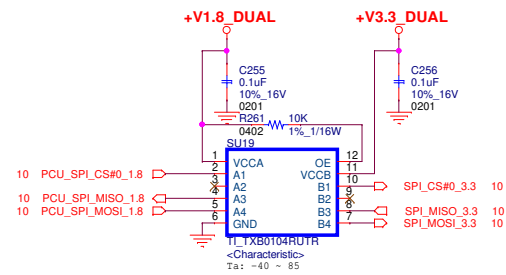 +V1.8_DUAL
+V3.3_DUAL
C255
0.1uF
10%_16V
0201
C256
0.1uF
10%_16V
0201
R261 10K
0402 1%_1/16W
SU19
1 VCCA OE 12
2 A1 VCCB 11
3 A2 B1 10
4 A3 B2 9
5 A4 B3 8
6 GND B4 7
10 PCU_SPI_CS#0_1.8
10 PCU_SPI_MISO_1.8
10 PCU_SPI_MOSI_1.8
SPI_CS#0_3.3 10
SPI_MISO_3.3 10
SPI_MOSI_3.3 10
TI_TXB0104RUTR
<Characteristic>
Ta: -40 ~ 85